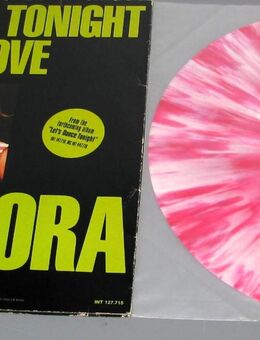 TONIGHT
OVE
From the
forthcoming album
"Let's Dance Tonight"
ORA
INT 127.715